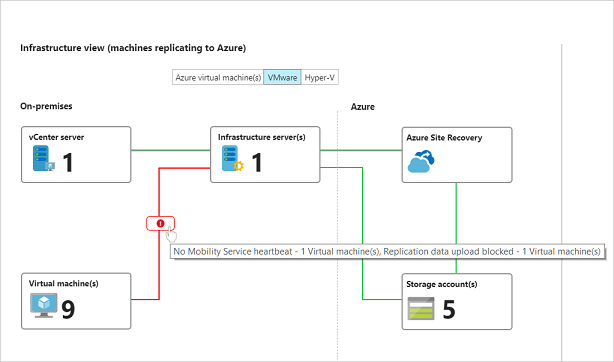 Infrastructure view (machines replicating to Azure)
Azure virtual machine(s) VMware Hyper-V
On-premises Azure
vCenter server Infrastructure server(s) Azure Site Recovery
1 1
No Mobility Service heartbeat - 1 Virtual machine(s), Replication data upload blocked - 1 Virtual machine(s)
Virtual machine(s) Storage account(s)
9 5